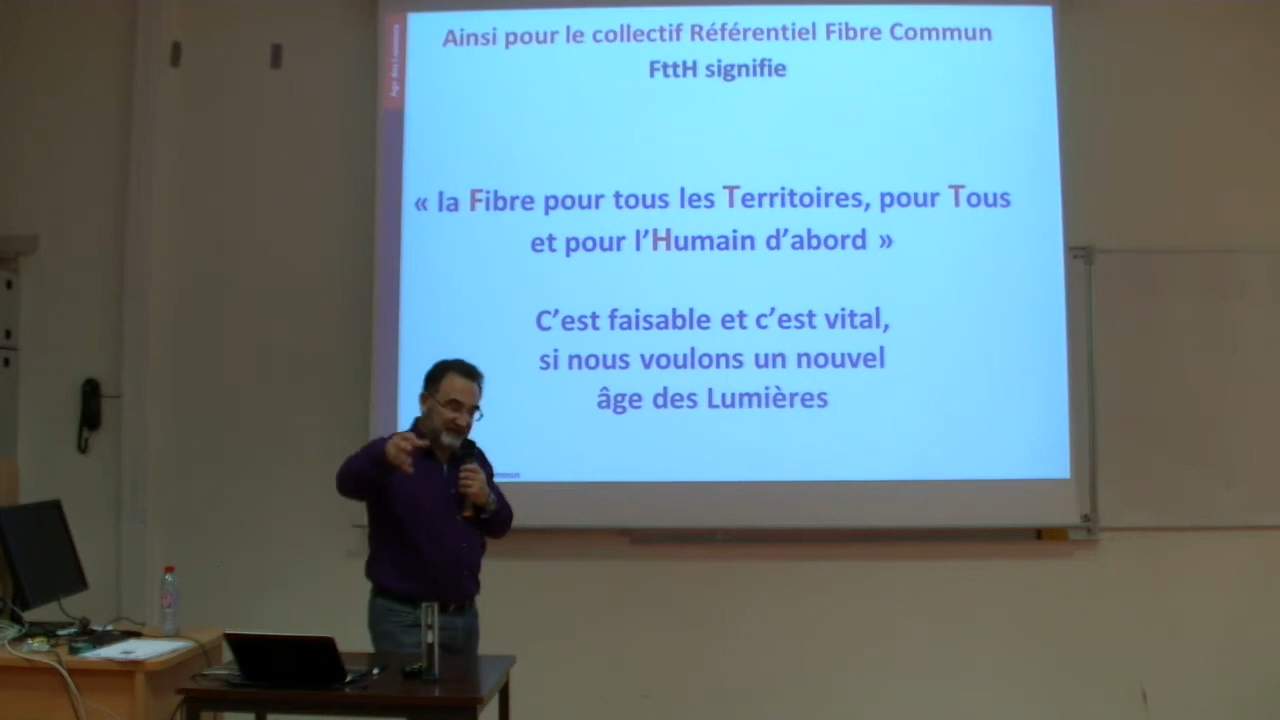 Ainsi pour le collectif Référentiel Fibre Commun
FttH signifie
« la Fibre pour tous les Territoires, pour Tous
et pour l’Humain d’abord »
C’est faisable et c’est vital,
si nous voulons un nouvel
âge des Lumières